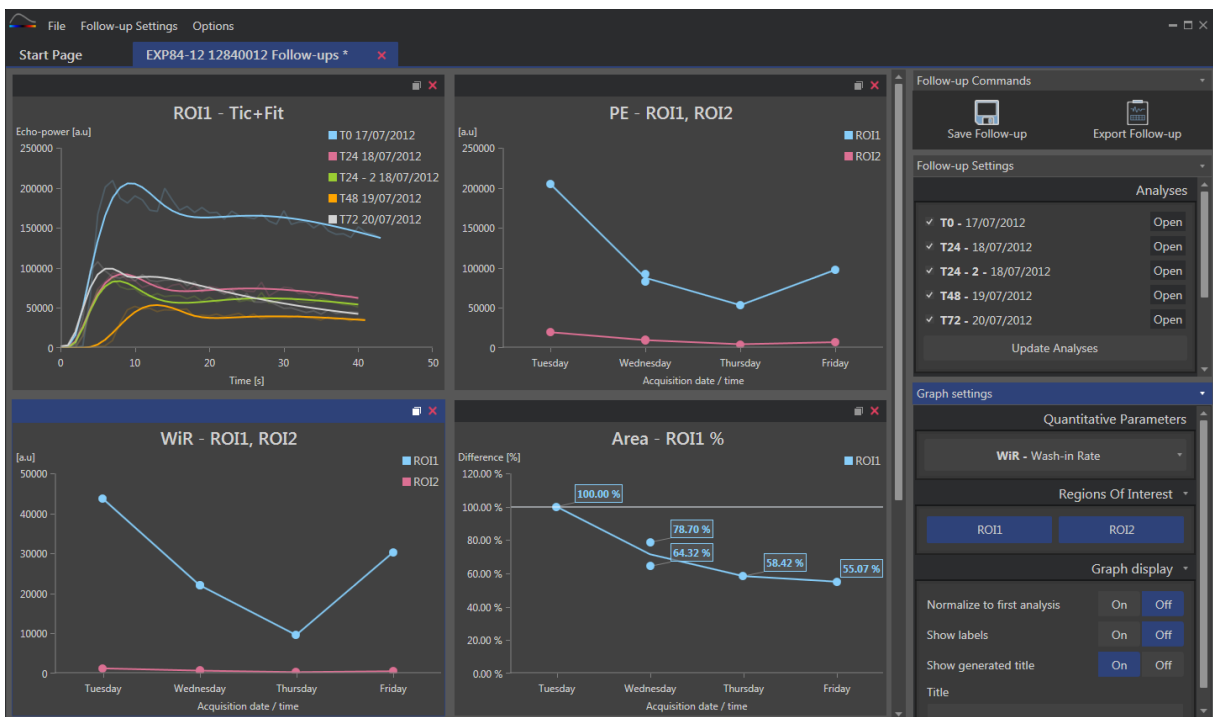 File Follow-up Settings Options
Start Page EXP84-12 12840012 Follow-ups *
ROI1 - Tic+Fit
Echo-power [a.u]
250000
200000
150000
100000
50000
0
0 10 20 30 40 50
Time [s]
T0 17/07/2012
T24 18/07/2012
T24 - 2 18/07/2012
T48 19/07/2012
T72 20/07/2012
PE - ROI1, ROI2
[a.u]
250000
200000
150000
100000
50000
0
Tuesday Wednesday Thursday Friday
Acquisition date / time
ROI1
ROI2
WiR - ROI1, ROI2
[a.u]
50000
40000
30000
20000
10000
0
Tuesday Wednesday Thursday Friday
Acquisition date / time
ROI1
ROI2
Area - ROI1 %
Difference [%]
120.00 %
100.00 %
80.00 %
60.00 %
40.00 %
20.00 %
0.00 %
Tuesday Wednesday Thursday Friday
Acquisition date / time
ROI1
100.00 %
78.70 %
64.32 %
58.42 %
55.07 %
Follow-up Commands
Save Follow-up Export Follow-up
Follow-up Settings
Analyses
T0 - 17/07/2012 Open
T24 - 18/07/2012 Open
T24 - 2 - 18/07/2012 Open
T48 - 19/07/2012 Open
T72 - 20/07/2012 Open
Update Analyses
Graph settings
Quantitative Parameters
WiR - Wash-in Rate
Regions Of Interest
ROI1 ROI2
Graph display
Normalize to first analysis On Off
Show labels On Off
Show generated title On Off
Title